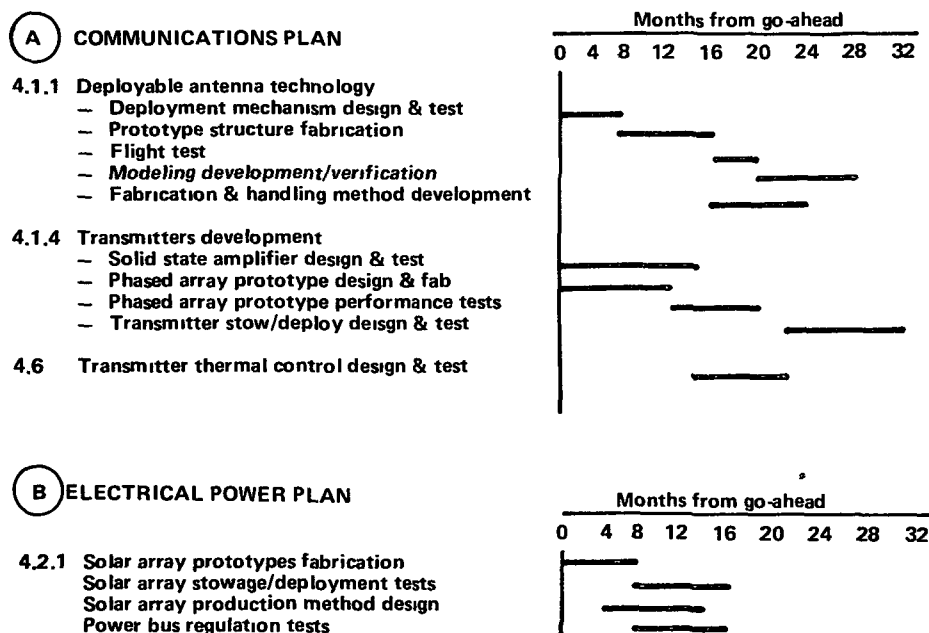 A COMMUNICATIONS PLAN
Months from go-ahead
0 4 8 12 16 20 24 28 32
4.1.1 Deployable antenna technology
– Deployment mechanism design & test
– Prototype structure fabrication
– Flight test
– Modeling development/verification
– Fabrication & handling method development
4.1.4 Transmitters development
– Solid state amplifier design & test
– Phased array prototype design & fab
– Phased array prototype performance tests
– Transmitter stow/deploy deisgn & test
4.6 Transmitter thermal control design & test
B ELECTRICAL POWER PLAN
Months from go-ahead
0 4 8 12 16 20 24 28 32
4.2.1 Solar array prototypes fabrication
Solar array stowage/deployment tests
Solar array production method design
Power bus regulation tests